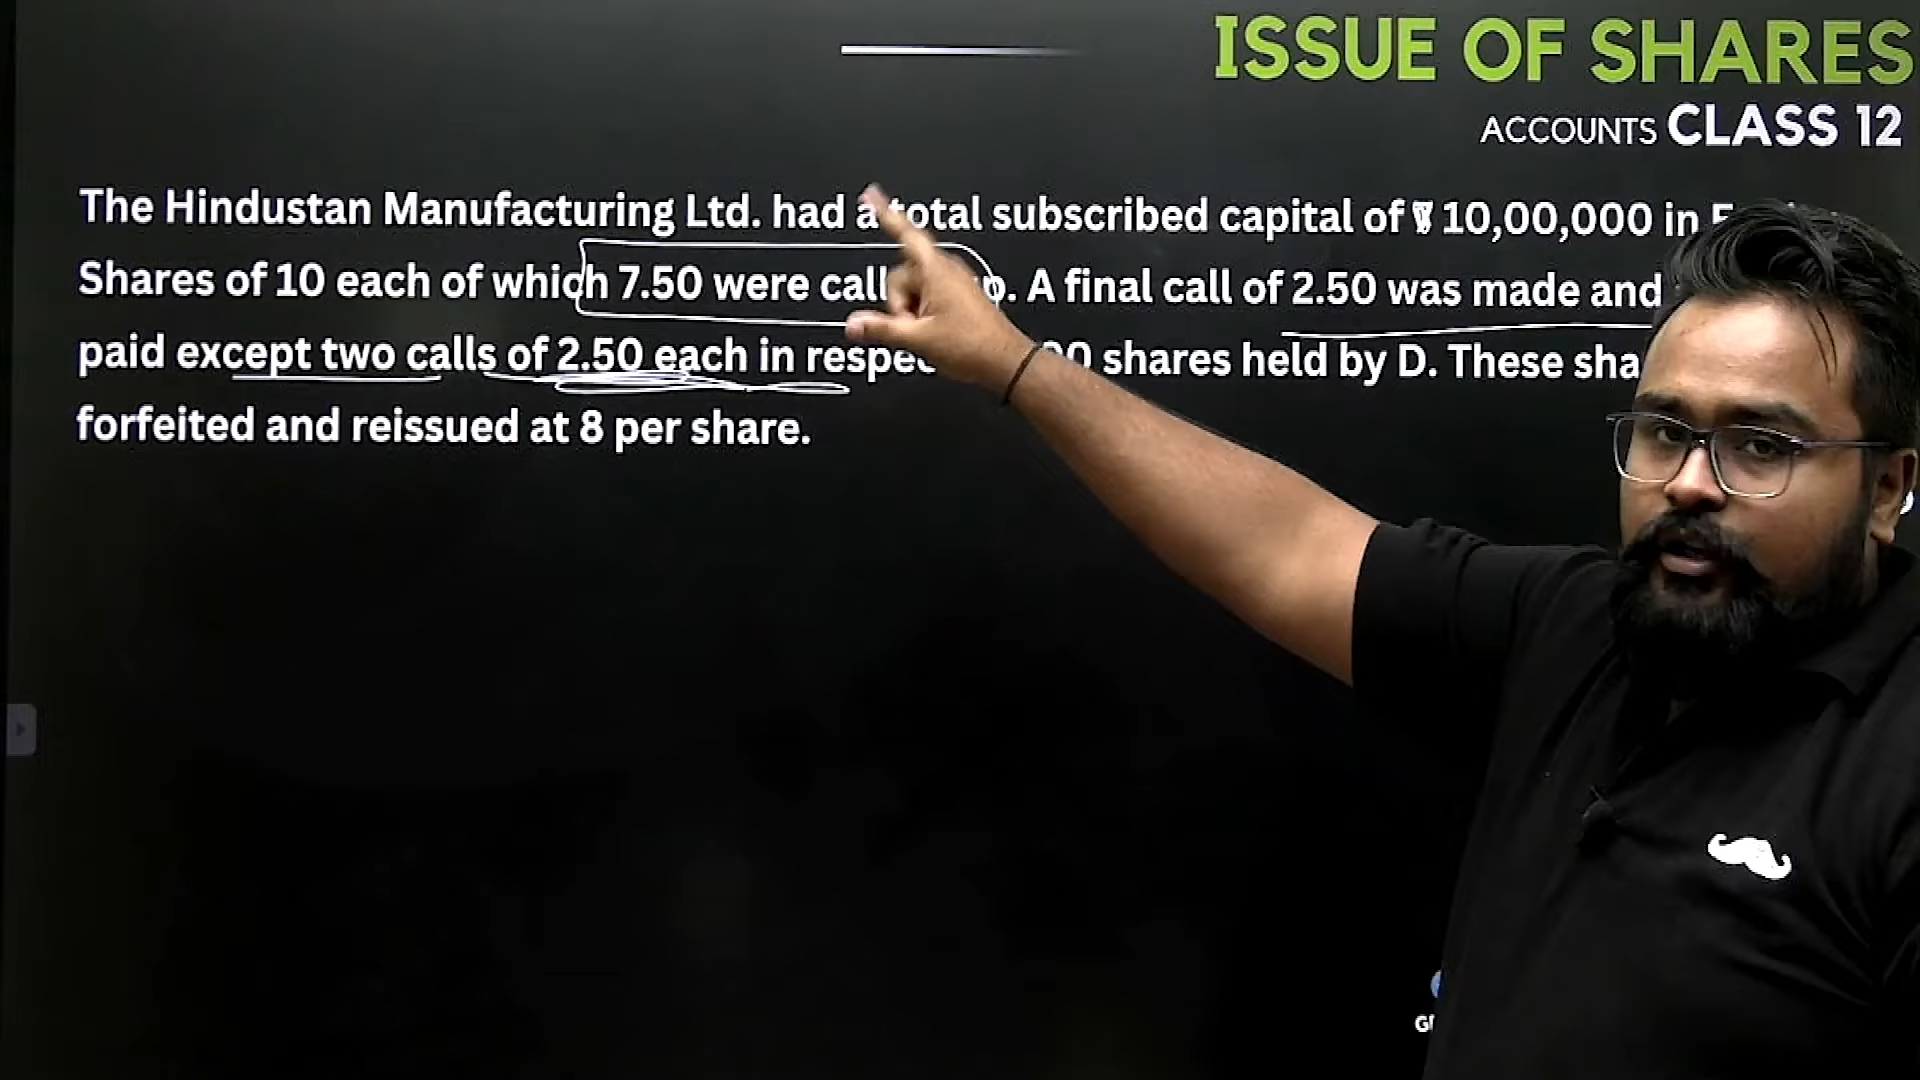 ISSUE OF SHARES
ACCOUNTS CLASS 12
The Hindustan Manufacturing Ltd. had a total subscribed capital of ₹ 10,00,000 in
Shares of 10 each of which 7.50 were call . A final call of 2.50 was made and
paid except two calls of 2.50 each in shares held by D. These
forfeited and reissued at 8 per share.